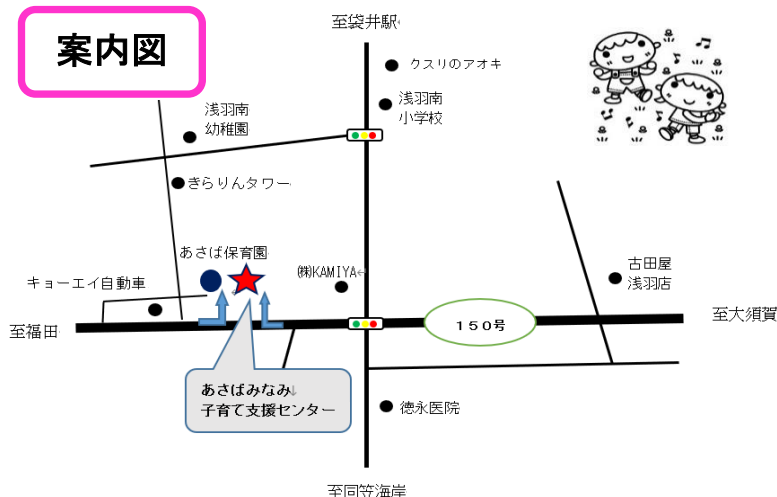 案内図
至袋井駅
クスリのアオキ
浅羽南
小学校
浅羽南
幼稚園
きらりんタワー
あさば保育園
㈱KAMIYA
キョーエイ自動車
古田屋
浅羽店
至大須賀
150号
至福田
あさばみなみ
子育て支援センター
徳永医院
至同笠海岸